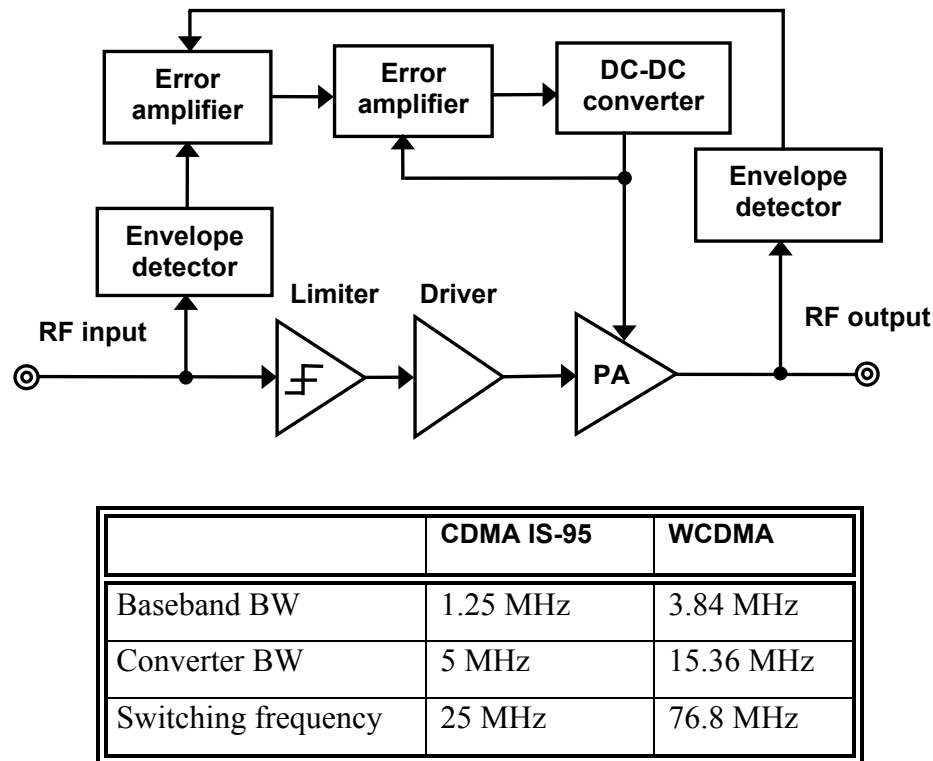 Error
amplifier
Error
amplifier
DC-DC
converter
Envelope
detector
Envelope
detector
Limiter
Driver
RF input
RF output
PA
CDMA IS-95 WCDMA
Baseband BW 1.25 MHz 3.84 MHz
Converter BW 5 MHz 15.36 MHz
Switching frequency 25 MHz 76.8 MHz